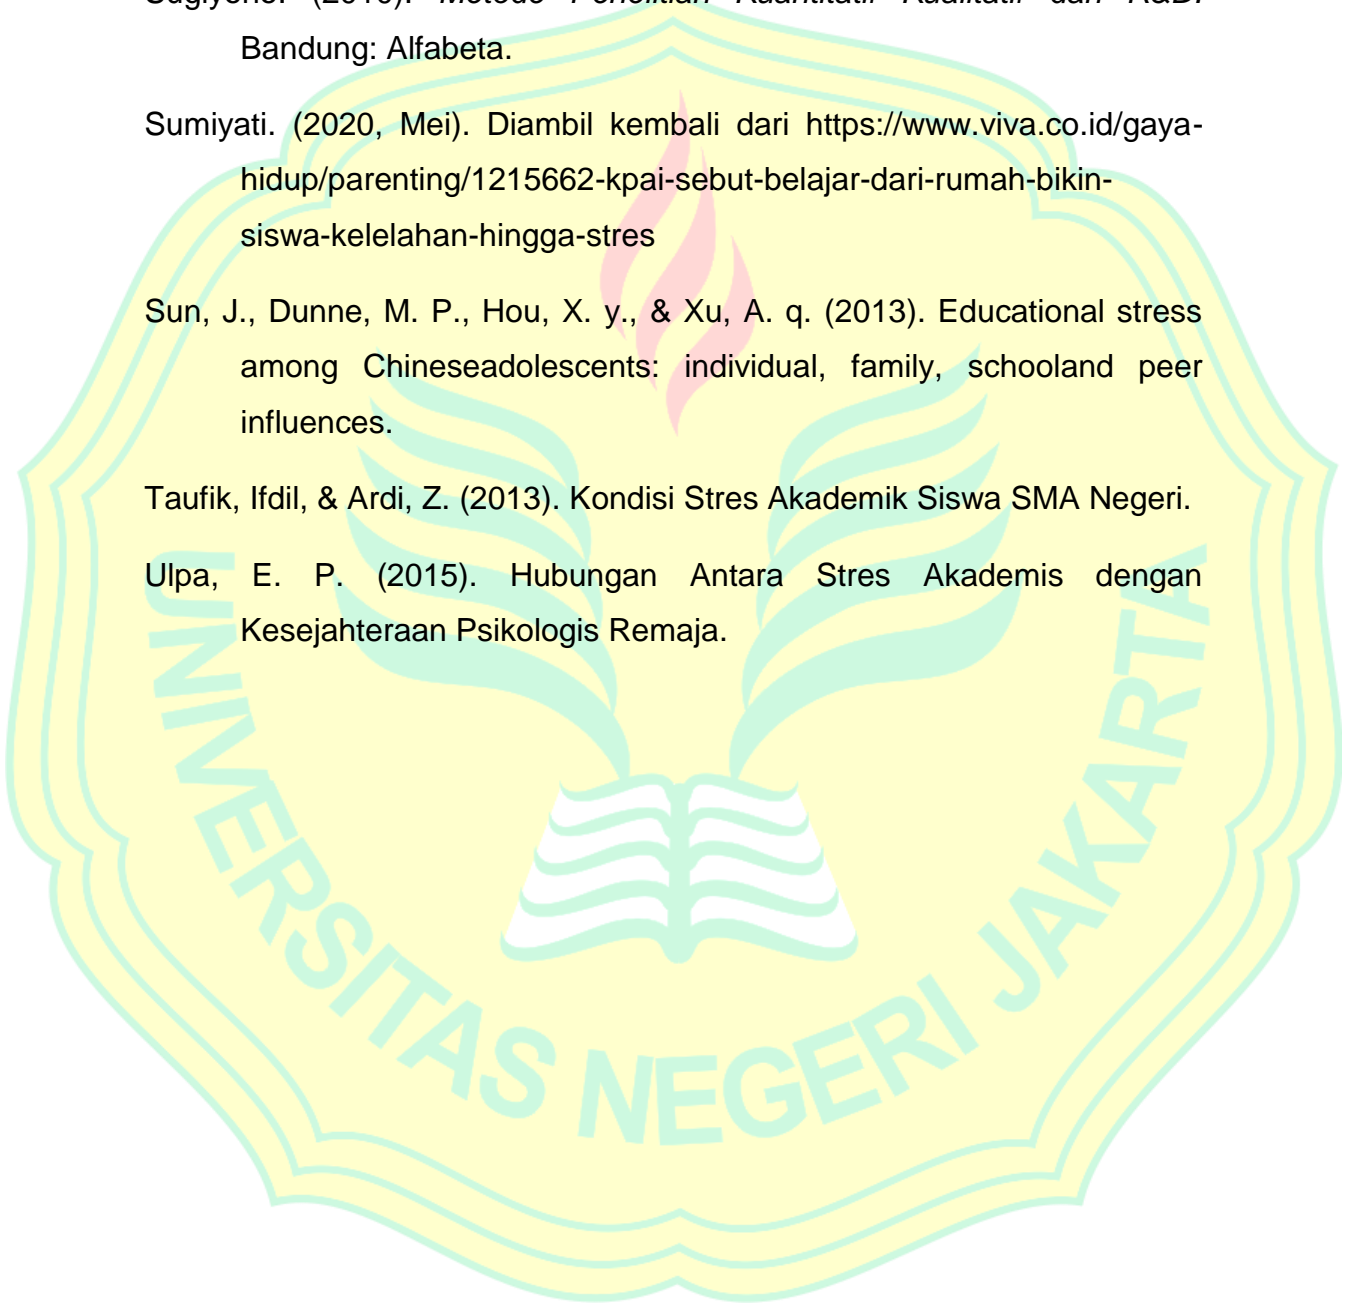 Bandung: Alfabeta.
Sumiyati. (2020, Mei). Diambil kembali dari https://www.viva.co.id/gaya-
hidup/parenting/1215662-kpai-sebut-belajar-dari-rumah-bikin-
siswa-kelelahan-hingga-stres
Sun, J., Dunne, M. P., Hou, X. y., & Xu, A. q. (2013). Educational stress
among Chineseadolescents: individual, family, schooland peer
influences.
Taufik, Ifdil, & Ardi, Z. (2013). Kondisi Stres Akademik Siswa SMA Negeri.
Ulpa, E. P. (2015). Hubungan Antara Stres Akademis dengan
Kesejahteraan Psikologis Remaja.
UNIVERSITAS NEGERI JAKARTA